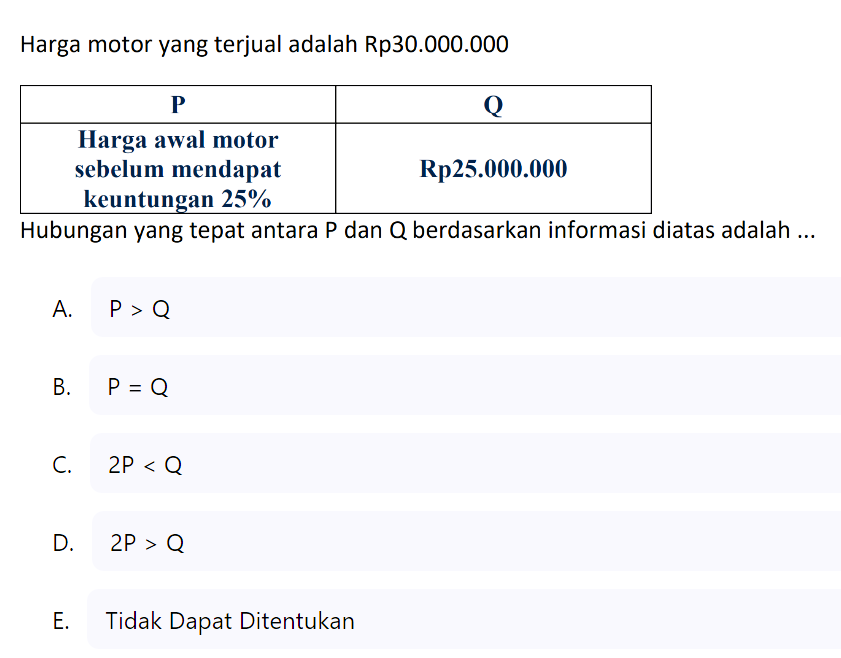 Harga motor yang terjual adalah Rp30.000.000
P
Q
Harga awal motor
sebelum mendapat
keuntungan 25%
Rp25.000.000
Hubungan yang tepat antara P dan Q berdasarkan informasi diatas adalah ...
A. P > Q
B. P = Q
C. 2P < Q
D. 2P > Q
E. Tidak Dapat Ditentukan